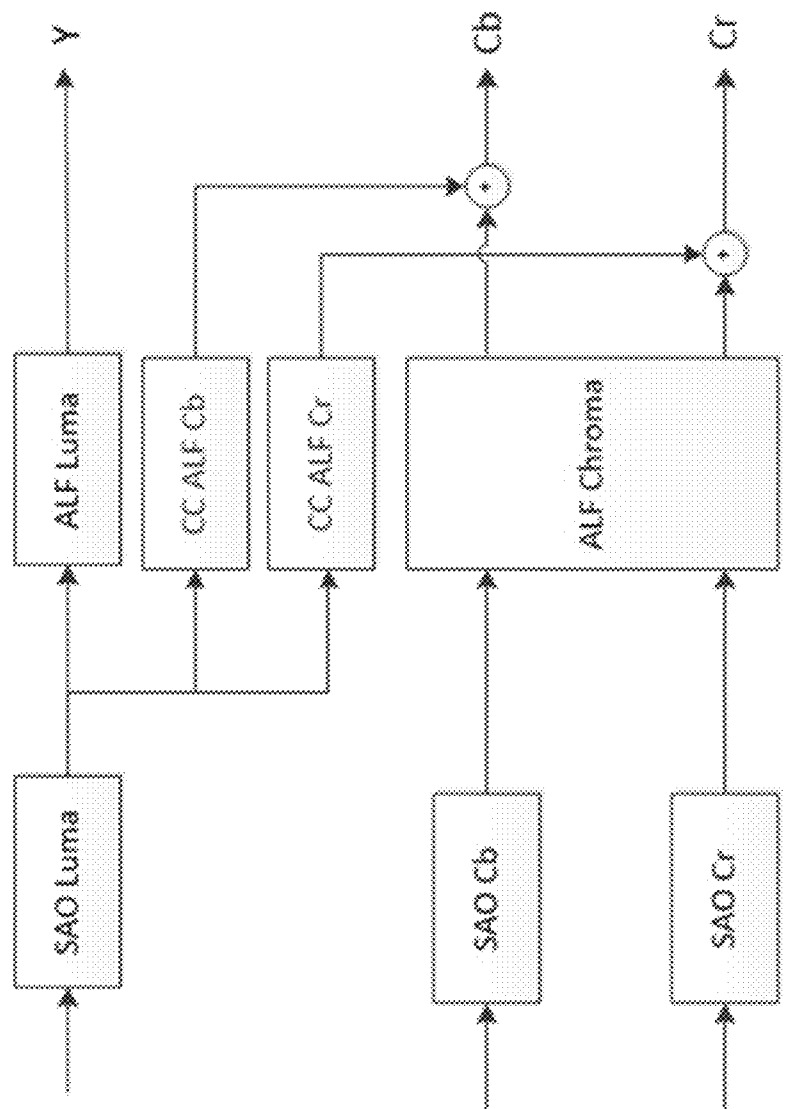 SAO Luma
ALF Luma
Y
CC ALF Cb
CC ALF Cr
SAO Cb
ALF Chroma
Cb
SAO Cr
Cr
+
+